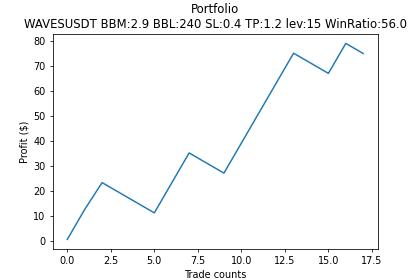 Portfolio
WAVESUSDT BBM:2.9 BBL:240 SL:0.4 TP:1.2 lev:15 WinRatio:56.0
80
70
60
50
40
30
20
10
0
Profit ($)
0.0 2.5 5.0 7.5 10.0 12.5 15.0 17.5
Trade counts